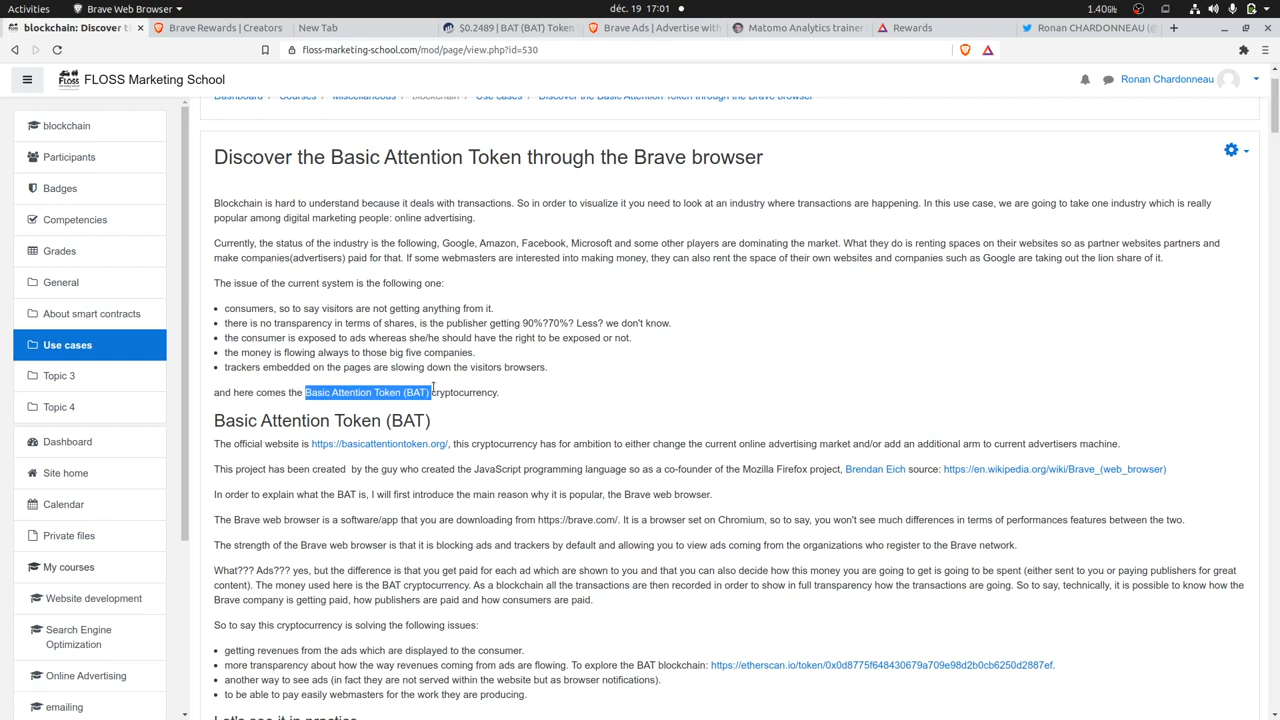 Activities
Brave Web Browser
déc. 19 17:01
1.40GHz
blockchain: Discover t
Brave Rewards | Creators
New Tab
$0.2489 | BAT (BAT) Token
Brave Ads | Advertise with
Matomo Analytics trainer
Rewards
Ronan CHARDONNEAU (@
floss-marketing-school.com/mod/page/view.php?id=530
FLOSS Marketing School
Ronan Chardonneau
Dashboard / Courses / Miscellaneous / blockchain / Use cases / Discover the Basic Attention Token through the Brave browser
blockchain
Participants
Badges
Competencies
Grades
General
About smart contracts
Use cases
Topic 3
Topic 4
Dashboard
Site home
Calendar
Private files
My courses
Website development
Search Engine
Optimization
Online Advertising
emailing
Discover the Basic Attention Token through the Brave browser
Blockchain is hard to understand because it deals with transactions. So in order to visualize it you need to look at an industry where transactions are happening. In this use case, we are going to take one industry which is really
popular among digital marketing people: online advertising.
Currently, the status of the industry is the following, Google, Amazon, Facebook, Microsoft and some other players are dominating the market. What they do is renting spaces on their websites so as partner websites partners and
make companies(advertisers) paid for that. If some webmasters are interested into making money, they can also rent the space of their own websites and companies such as Google are taking out the lion share of it.
The issue of the current system is the following one:
• consumers, so to say visitors are not getting anything from it.
• there is no transparency in terms of shares, is the publisher getting 90%?70%? Less? we don't know.
• the consumer is exposed to ads whereas she/he should have the right to be exposed or not.
• the money is flowing always to those big five companies.
• trackers embedded on the pages are slowing down the visitors browsers.
and here comes the Basic Attention Token (BAT) cryptocurrency.
Basic Attention Token (BAT)
The official website is https://basicattentiontoken.org/, this cryptocurrency has for ambition to either change the current online advertising market and/or add an additional arm to current advertisers machine.
This project has been created by the guy who created the JavaScript programming language so as a co-founder of the Mozilla Firefox project, Brendan Eich source: https://en.wikipedia.org/wiki/Brave_(web_browser)
In order to explain what the BAT is, I will first introduce the main reason why it is popular, the Brave web browser.
The Brave web browser is a software/app that you are downloading from https://brave.com/. It is a browser set on Chromium, so to say, you won't see much differences in terms of performances features between the two.
The strength of the Brave web browser is that it is blocking ads and trackers by default and allowing you to view ads coming from the organizations who register to the Brave network.
What??? Ads??? yes, but the difference is that you get paid for each ad which are shown to you and that you can also decide how this money you are going to get is going to be spent (either sent to you or paying publishers for great
content). The money used here is the BAT cryptocurrency. As a blockchain all the transactions are then recorded in order to show in full transparency how the transactions are going. So to say, technically, it is possible to know how the
Brave company is getting paid, how publishers are paid and how consumers are paid.
So to say this cryptocurrency is solving the following issues:
• getting revenues from the ads which are displayed to the consumer.
• more transparency about how the way revenues coming from ads are flowing. To explore the BAT blockchain: https://etherscan.io/token/0x0d8775f648430679a709e98d2b0cb6250d2887ef.
• another way to see ads (in fact they are not served within the website but as browser notifications).
• to be able to pay easily webmasters for the work they are producing.
Let's see it in practice